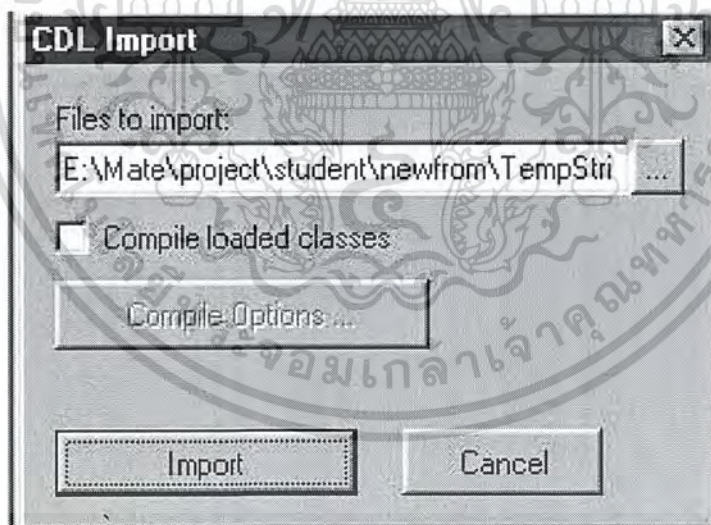 CDL Import
Files to import:
E:\Mate\project\student\newfrom\TempStri ...
Compile loaded classes
Compile Options ...
Import Cancel